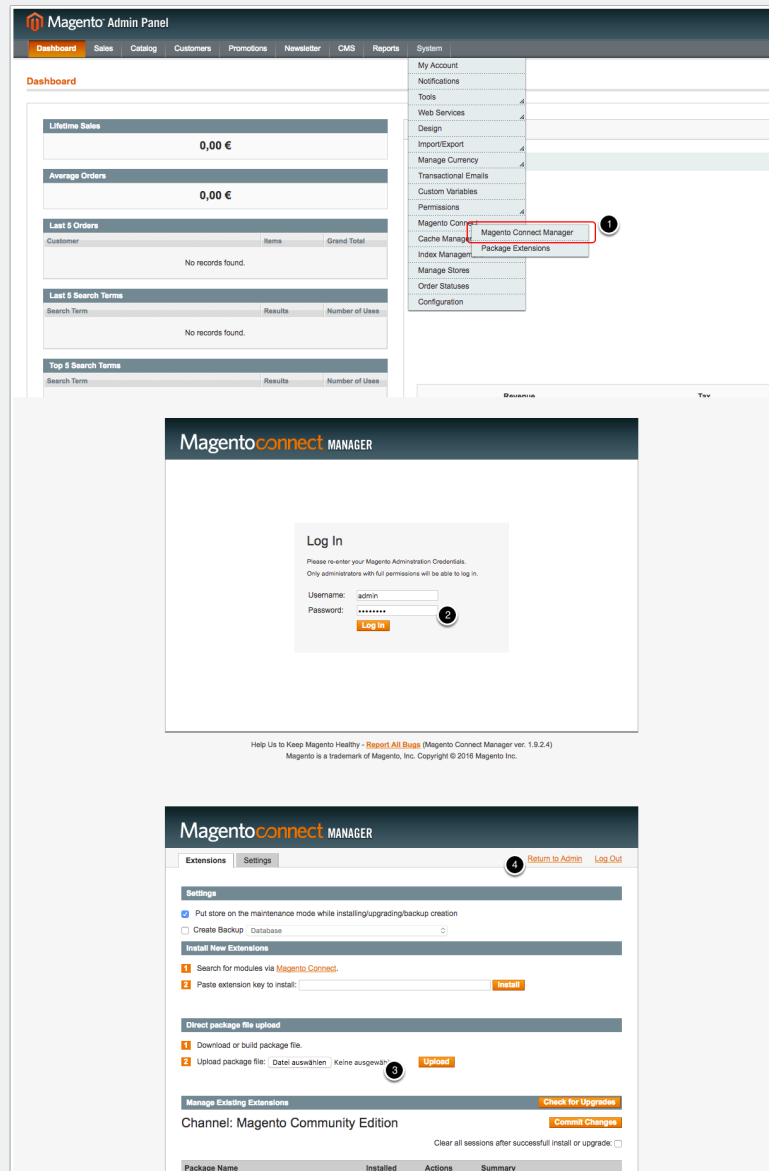 Magento Admin Panel
Dashboard Sales Catalog Customers Promotions Newsletter CMS Reports System
My Account
Notifications
Tools
Web Services
Design
Import/Export
Manage Currency
Transactional Emails
Custom Variables
Permissions
Magento Connect
Cache Manage
Index Managem
Manage Stores
Order Statuses
Configuration
Magento Connect Manager
Package Extensions
1
Dashboard
Lifetime Sales
0,00 €
Average Orders
0,00 €
Last 5 Orders
Customer Items Grand Total
No records found.
Last 5 Search Terms
Search Term Results Number of Uses
No records found.
Top 5 Search Terms
Search Term Results Number of Uses
Revenue Tax
Magentoconnect MANAGER
Log In
Please re-enter your Magento Adminstration Credentials.
Only administrators with full permissions will be able to log in.
Username: admin
Password: ••••••••
2
Log In
Help Us to Keep Magento Healthy - Report All Bugs (Magento Connect Manager ver. 1.9.2.4)
Magento is a trademark of Magento, Inc. Copyright © 2016 Magento Inc.
Magentoconnect MANAGER
Extensions Settings 4 Return to Admin Log Out
Settings
Put store on the maintenance mode while installing/upgrading/backup creation
Create Backup Database
Install New Extensions
1 Search for modules via Magento Connect.
2 Paste extension key to install: Install
Direct package file upload
1 Download or build package file.
2 Upload package file: Datei auswählen Keine ausgewähl 3 Upload
Manage Existing Extensions Check for Upgrades
Channel: Magento Community Edition Commit Changes
Clear all sessions after successfull install or upgrade:
Package Name Installed Actions Summary